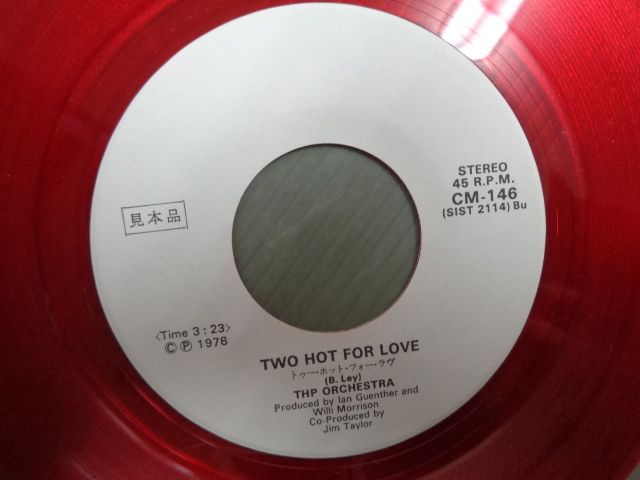 STEREO
45 R.P.M.
CM-146
(SIST 2114) Bu
見本品
<Time 3:23>
Ⓒ Ⓟ 1978
TWO HOT FOR LOVE
トゥー・ホット・フォー・ラヴ
(B. Ley)
THP ORCHESTRA
Produced by Ian Guenther and
Willi Morrison
Co-Produced by
Jim Taylor